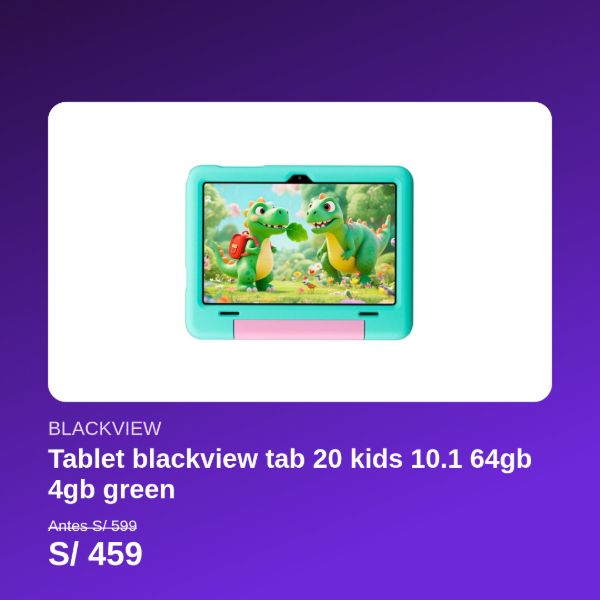 BLACKVIEW
Tablet blackview tab 20 kids 10.1 64gb
4gb green
Antes S/ 599
S/ 459